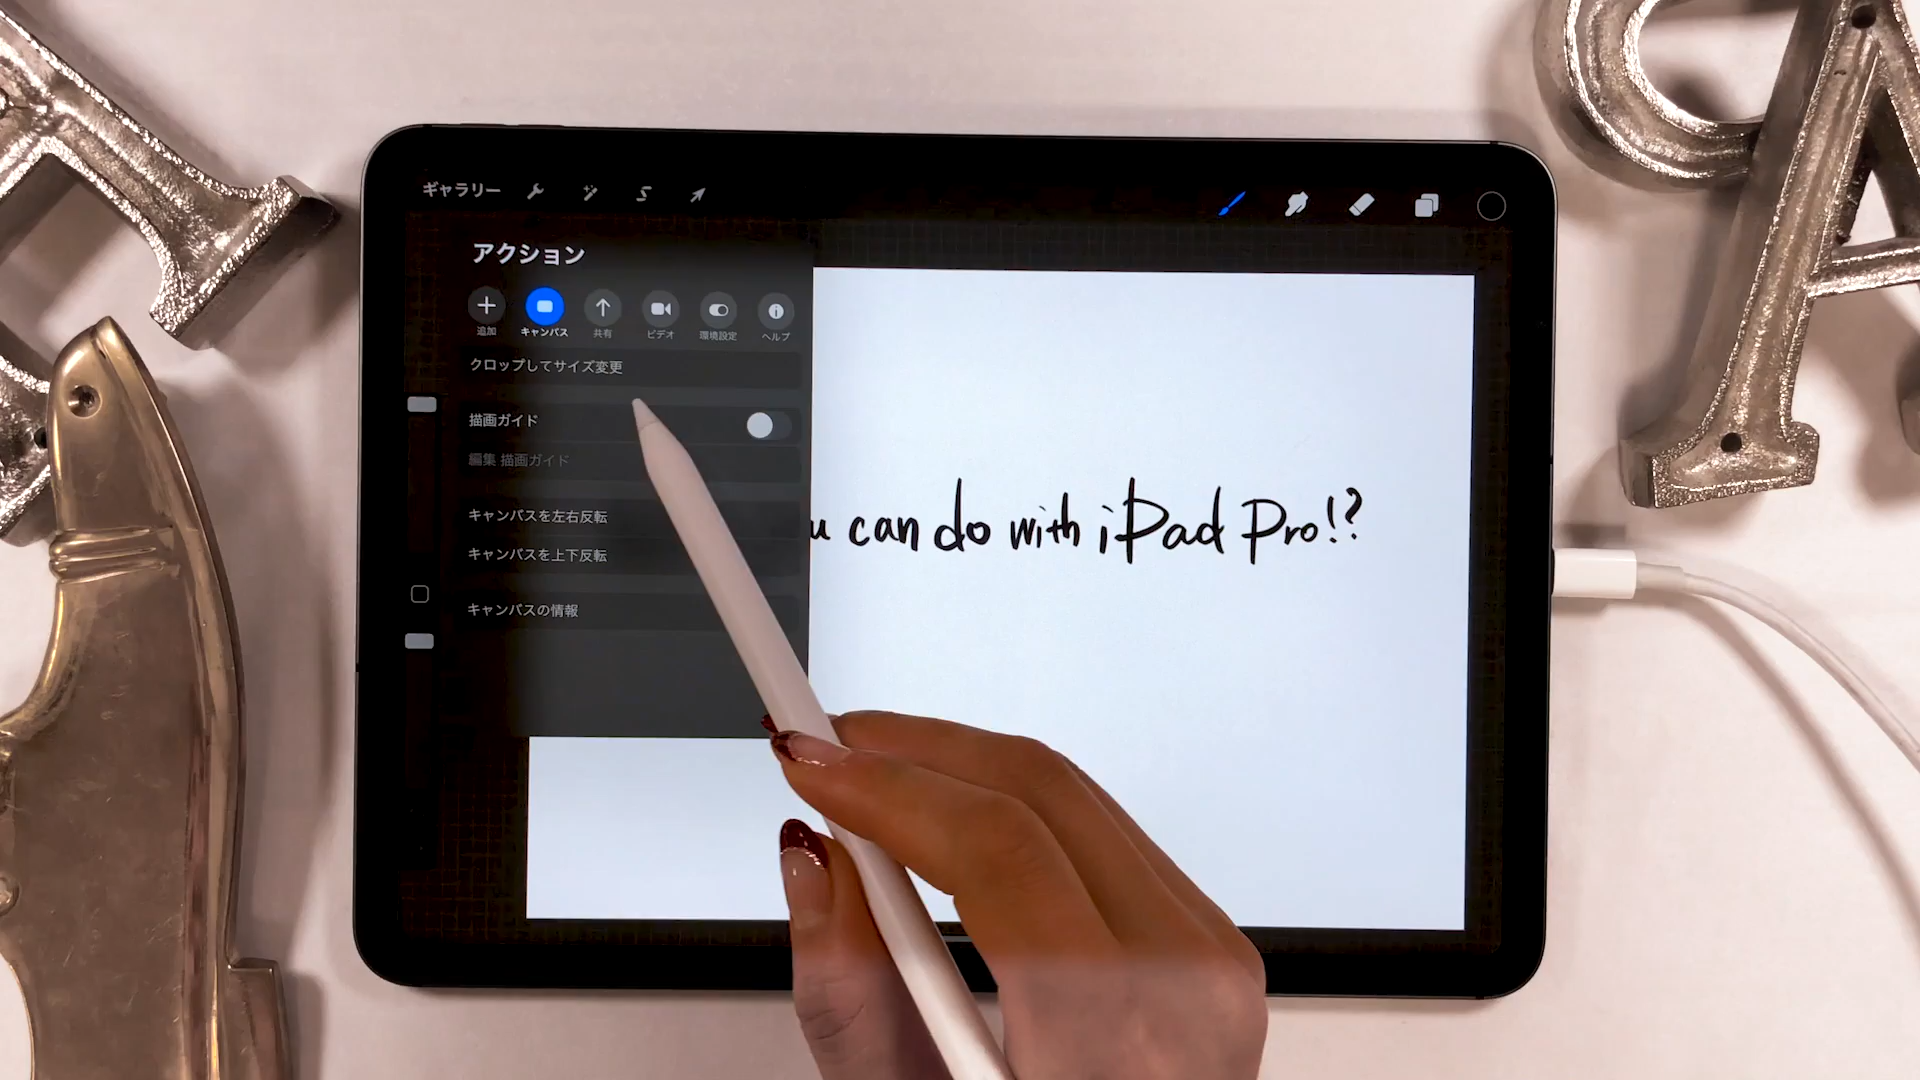 ギャラリー
アクション
追加 キャンバス 共有 ビデオ 環境設定 ヘルプ
クロップしてサイズ変更
描画ガイド
編集 描画ガイド
キャンバスを左右反転
キャンバスを上下反転
キャンバスの情報
u can do with iPad Pro!?